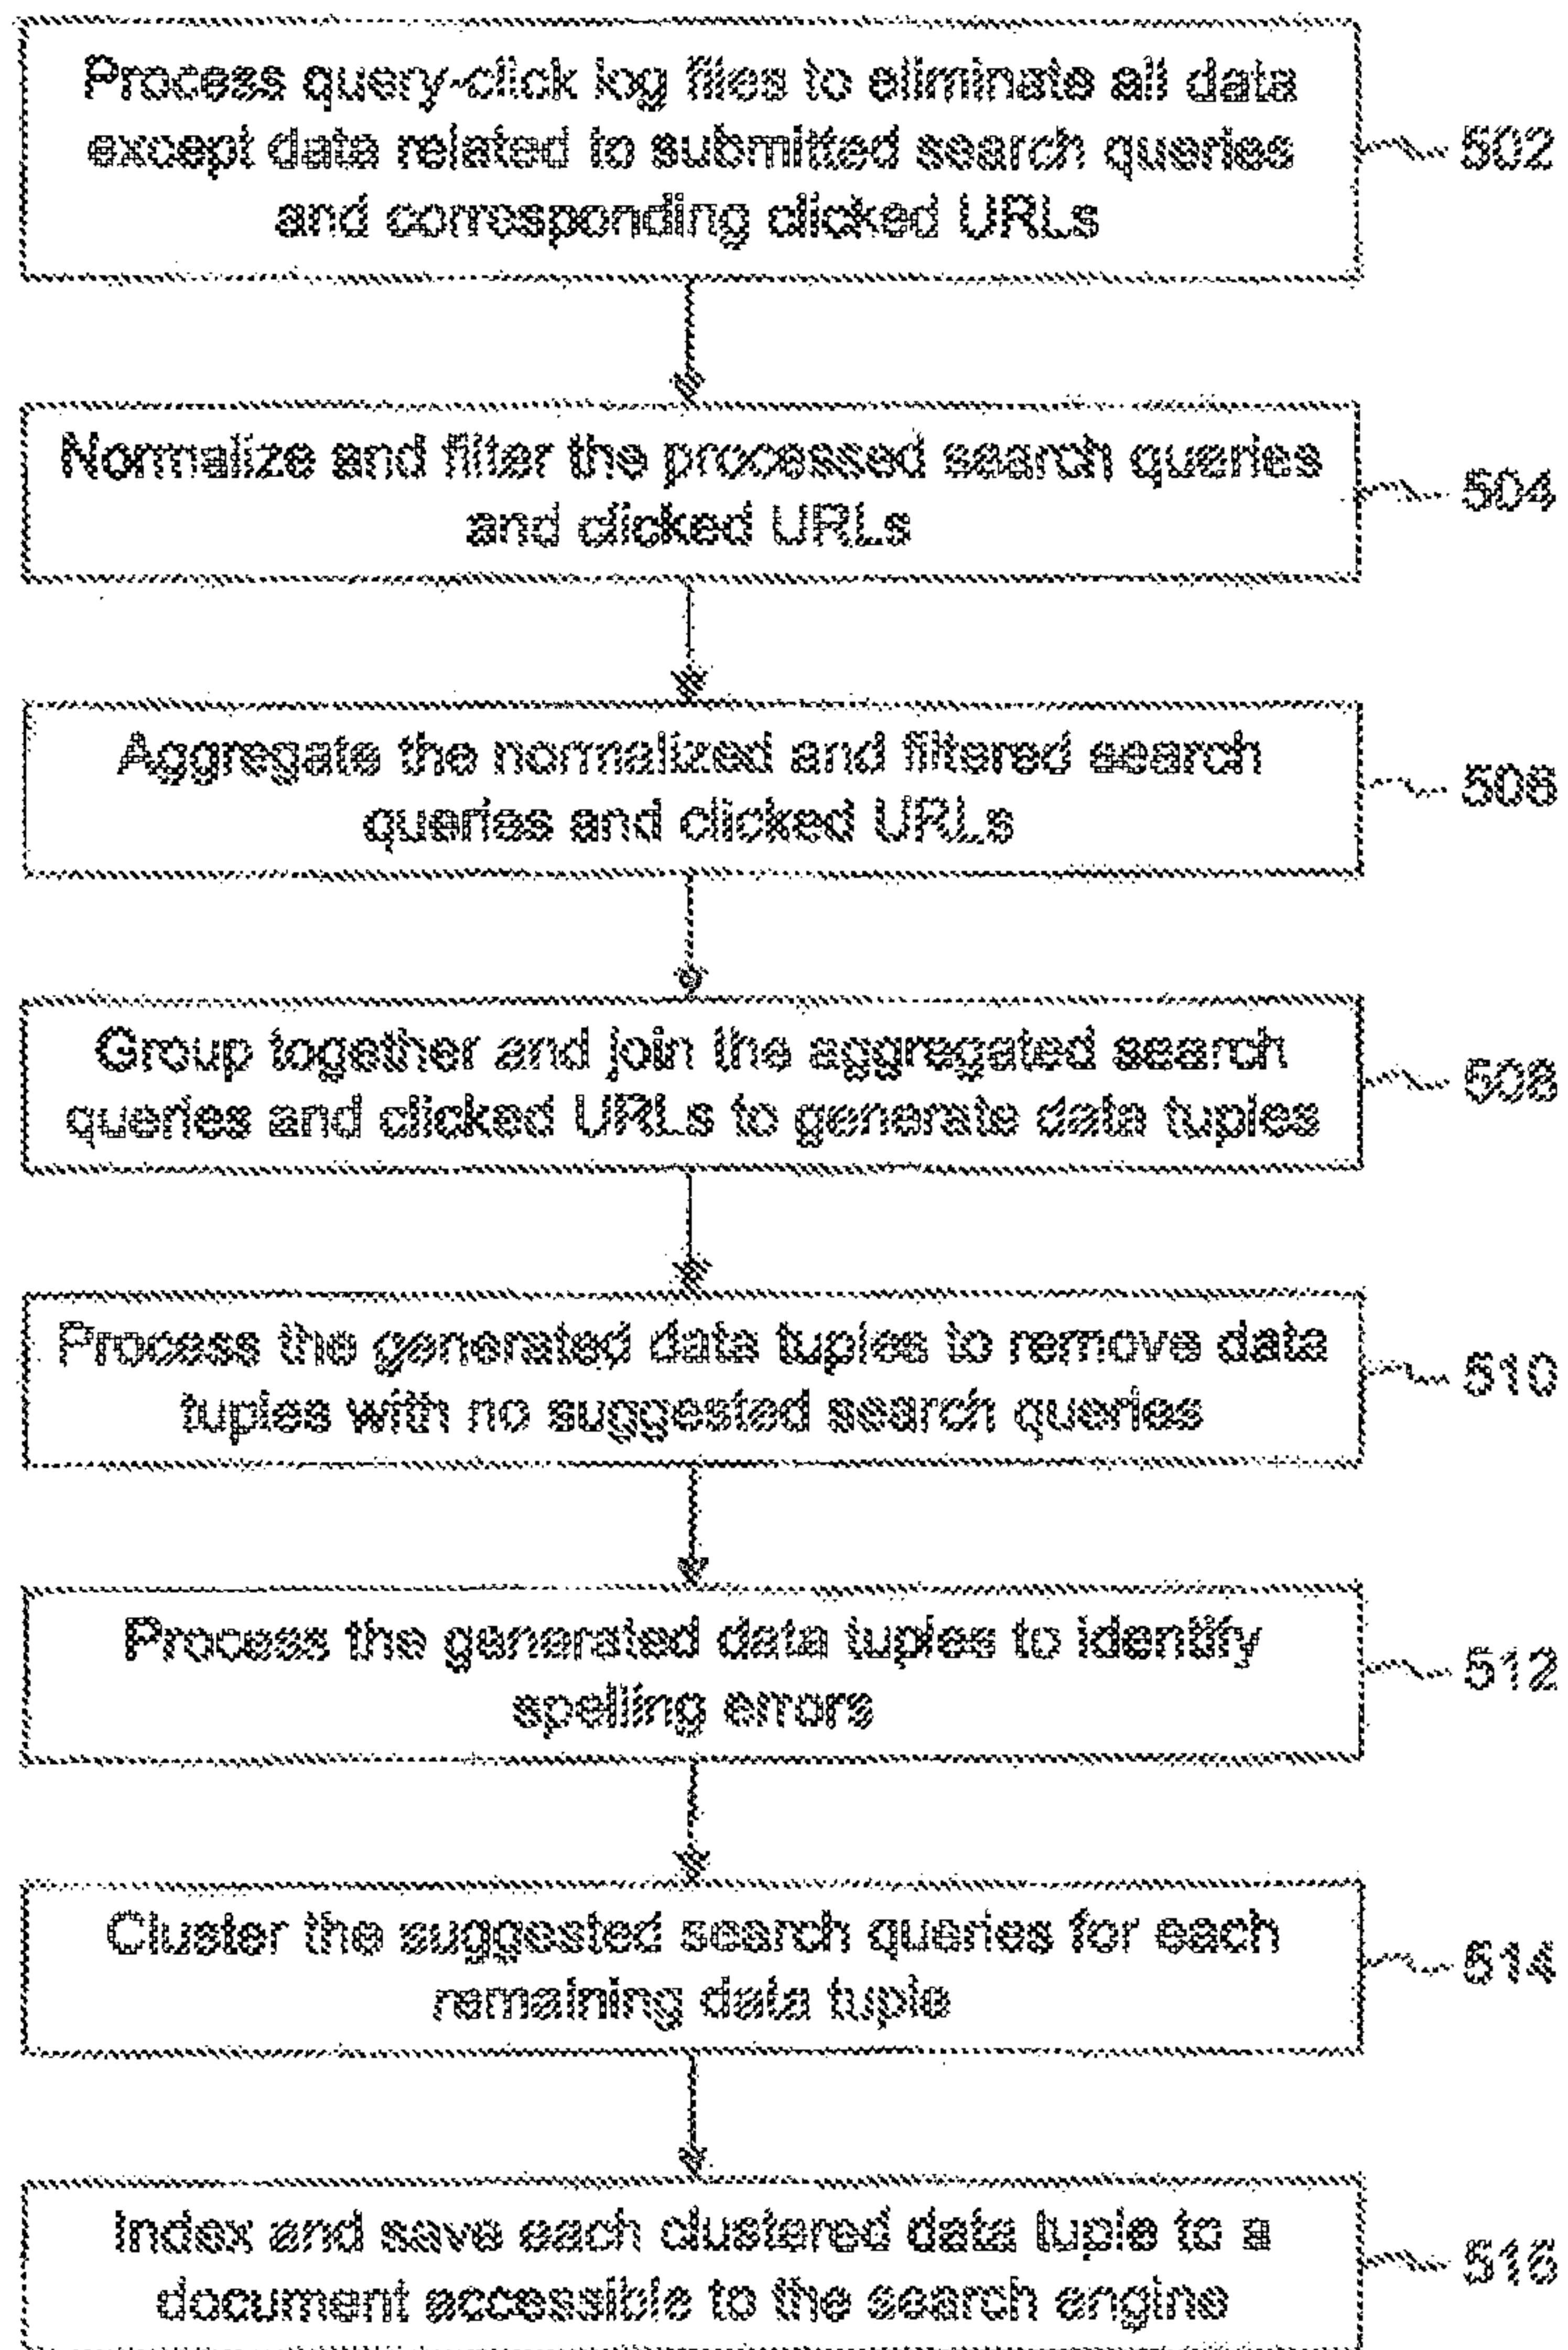 Process query-click log files to eliminate all data
except data related to submitted search queries
and corresponding clicked URLs
502
Normalize and filter the processed search queries
and clicked URLs
504
Aggregate the normalized and filtered search
queries and clicked URLs
506
Group together and join the aggregated search
queries and clicked URLs to generate data tuples
508
Process the generated data tuples to remove data
tuples with no suggested search queries
510
Process the generated data tuples to identify
spelling errors
512
Cluster the suggested search queries for each
remaining data tuple
514
Index and save each clustered data tuple to a
document accessible to the search engine
516